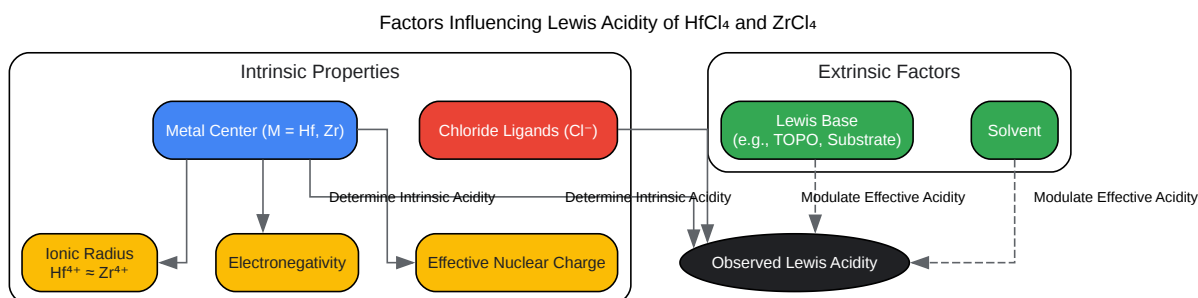 Factors Influencing Lewis Acidity of HfCl₄ and ZrCl₄
Intrinsic Properties
Extrinsic Factors
Metal Center (M = Hf, Zr)
Chloride Ligands (Cl⁻)
Lewis Base
(e.g., TOPO, Substrate)
Solvent
Determine Intrinsic Acidity
Determine Intrinsic Acidity
Modulate Effective Acidity
Modulate Effective Acidity
Ionic Radius
Hf⁴⁺ ≈ Zr⁴⁺
Electronegativity
Effective Nuclear Charge
Observed Lewis Acidity